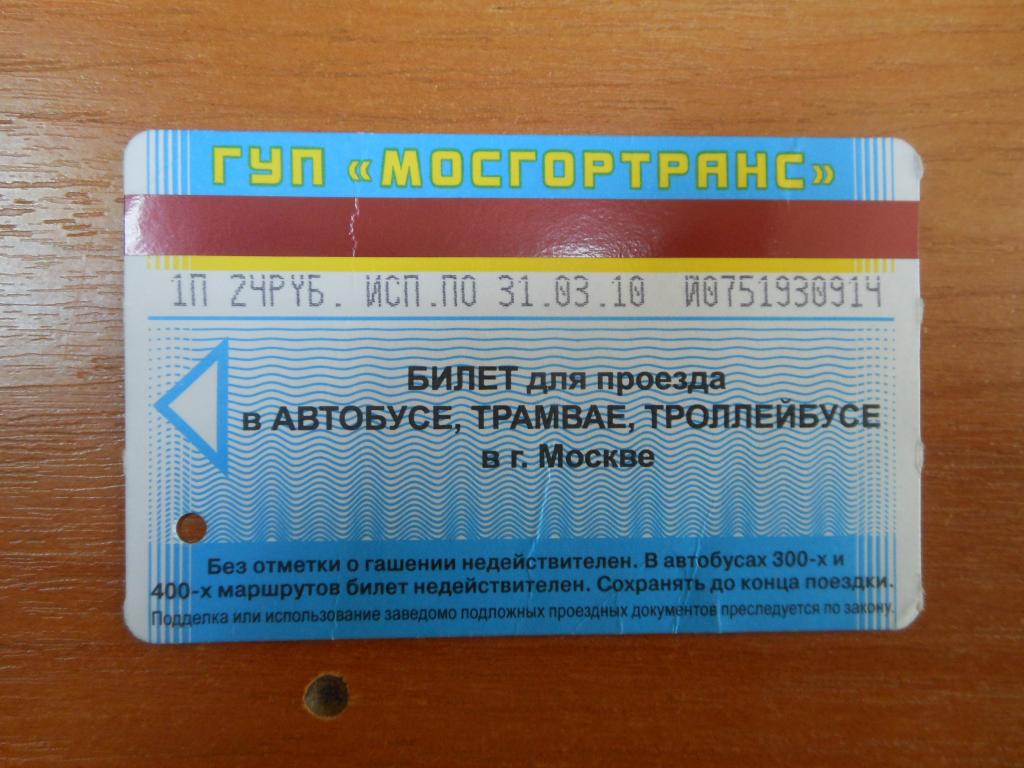 ГУП «МОСГОРТРАНС»
1П 24РУБ. ИСП.ПО 31.03.10 И0751930914
БИЛЕТ для проезда
в АВТОБУСЕ, ТРАМВАЕ, ТРОЛЛЕЙБУСЕ
в г. Москве
Без отметки о гашении недействителен. В автобусах 300-х и
400-х маршрутов билет недействителен. Сохранять до конца поездки.
Подделка или использование заведомо подложных проездных документов преследуется по закону.